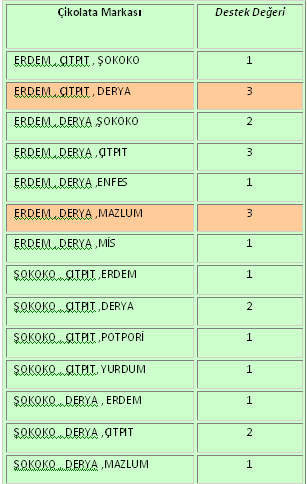 Çikolata Markası Destek Değeri
ERDEM , ÇITPIT , ŞOKOKO 1
ERDEM , ÇITPIT , DERYA 3
ERDEM , DERYA ,ŞOKOKO 2
ERDEM , DERYA ,ÇITPIT 3
ERDEM , DERYA ,ENFES 1
ERDEM , DERYA ,MAZLUM 3
ERDEM , DERYA ,MİS 1
ŞOKOKO , ÇITPIT ,ERDEM 1
ŞOKOKO , ÇITPIT ,DERYA 2
ŞOKOKO , ÇITPIT ,POTPORİ 1
ŞOKOKO , ÇITPIT, YURDUM 1
ŞOKOKO , DERYA , ERDEM 1
ŞOKOKO , DERYA ,ÇITPIT 2
ŞOKOKO , DERYA ,MAZLUM 1